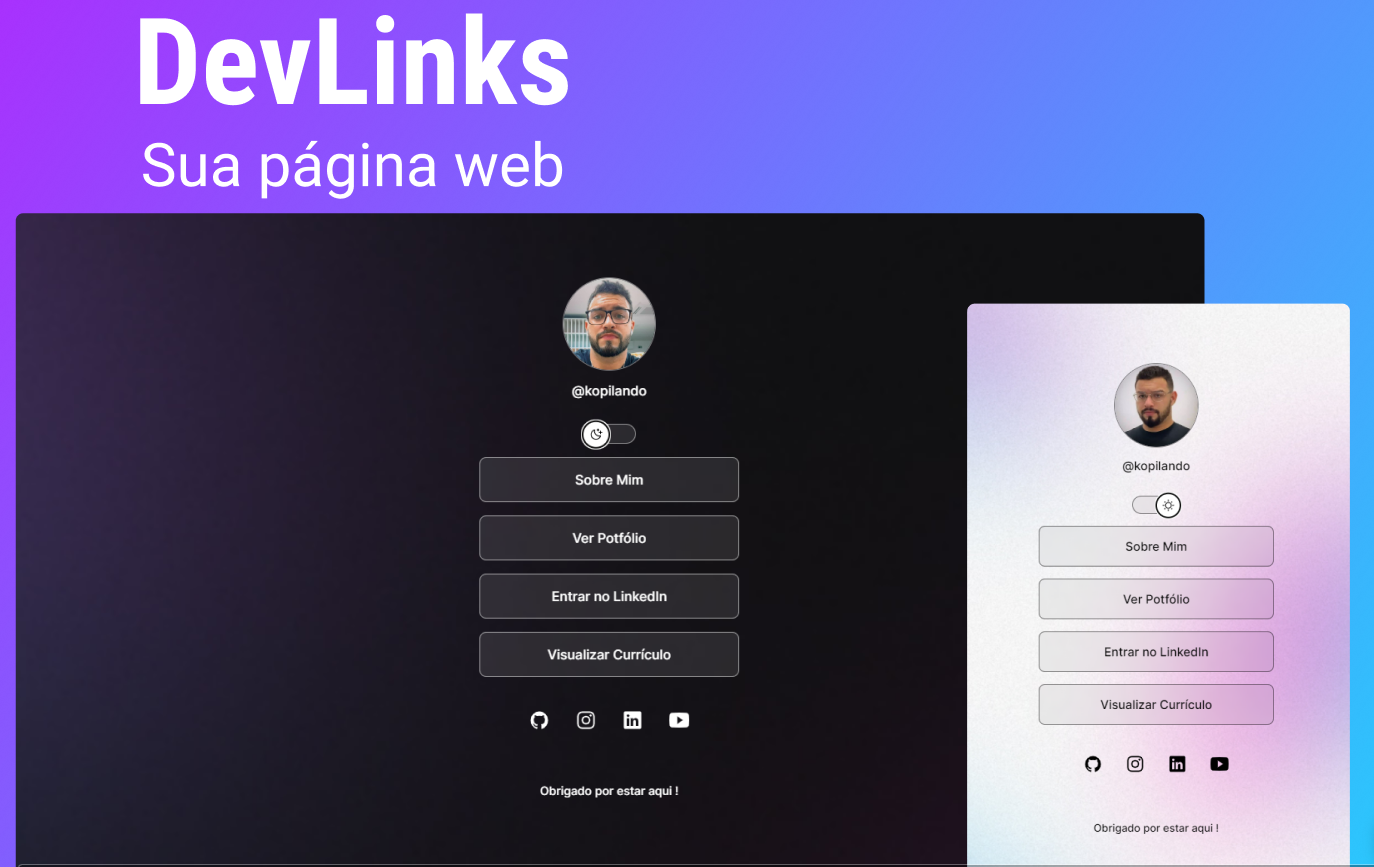 DevLinks
Sua página web
@kopilando
Sobre Mim
Ver Potfólio
Entrar no LinkedIn
Visualizar Currículo
Obrigado por estar aqui !
@kopilando
Sobre Mim
Ver Potfólio
Entrar no LinkedIn
Visualizar Currículo
Obrigado por estar aqui !